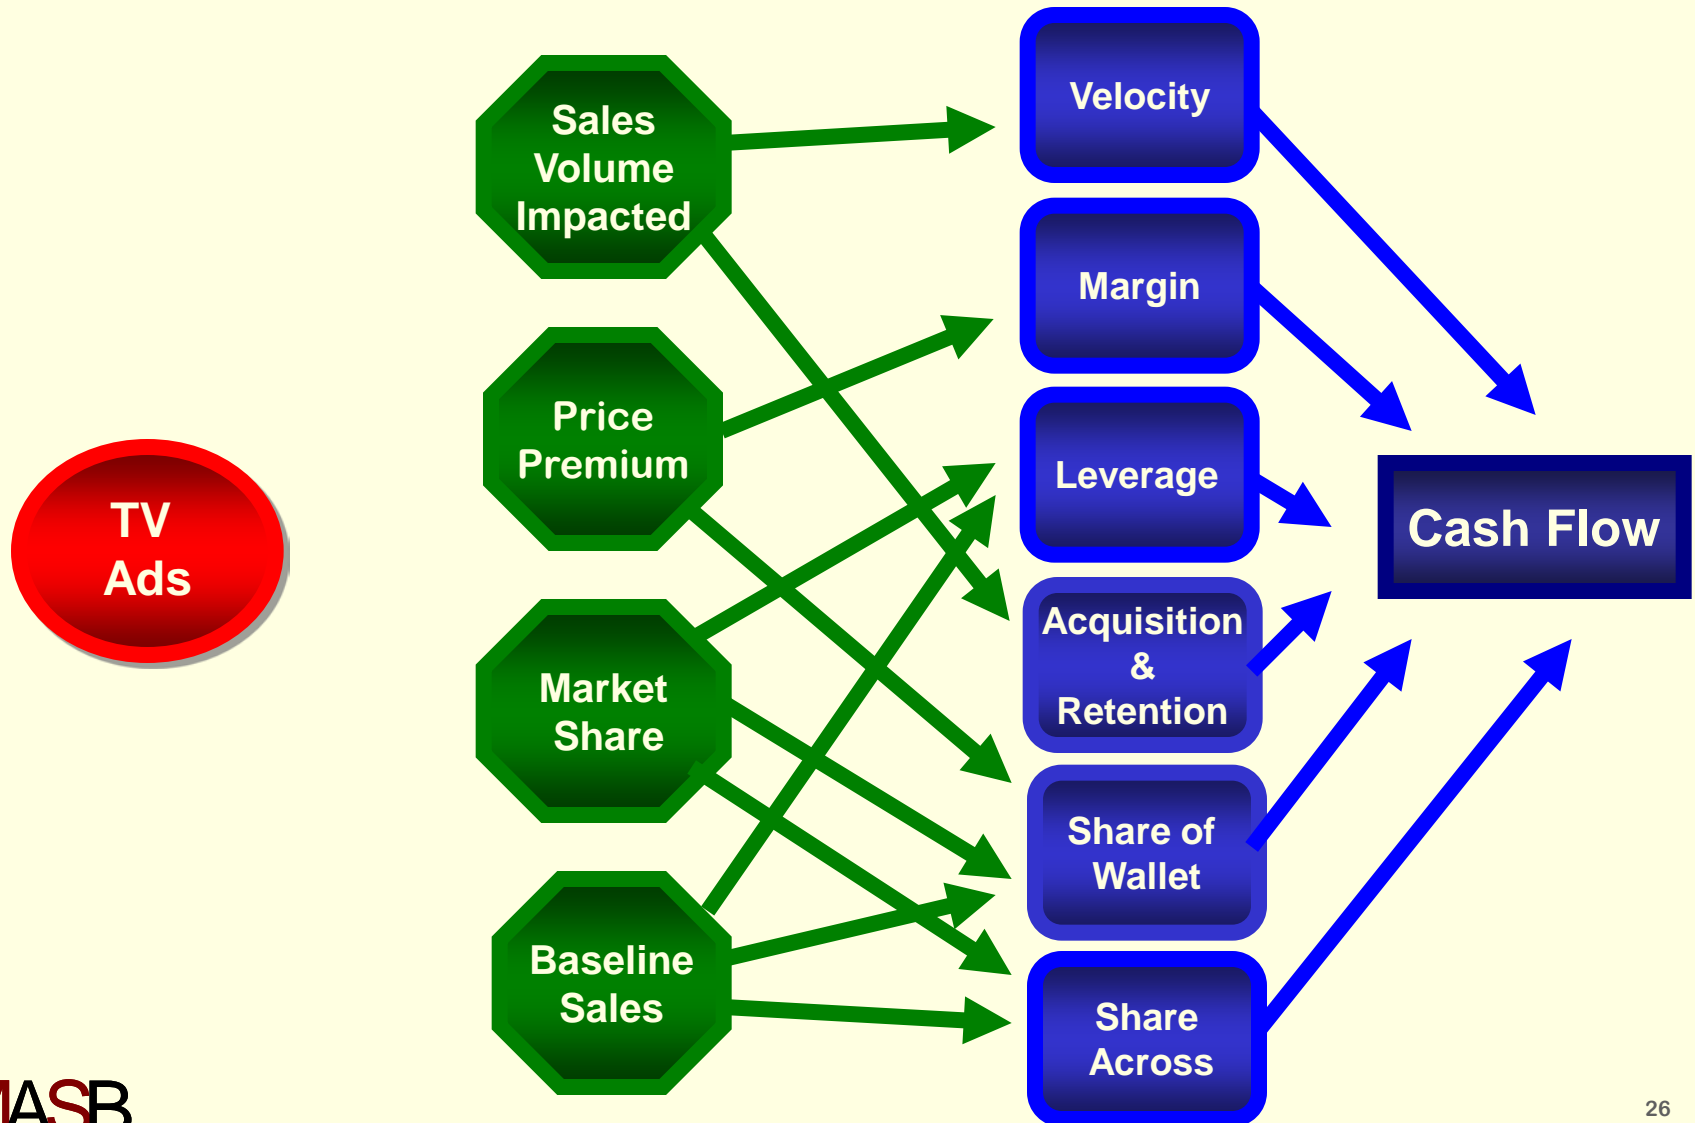 TV
Ads
Sales
Volume
Impacted
Price
Premium
Market
Share
Baseline
Sales
Velocity
Margin
Leverage
Acquisition
&
Retention
Share of
Wallet
Share
Across
Cash Flow
MASB
26